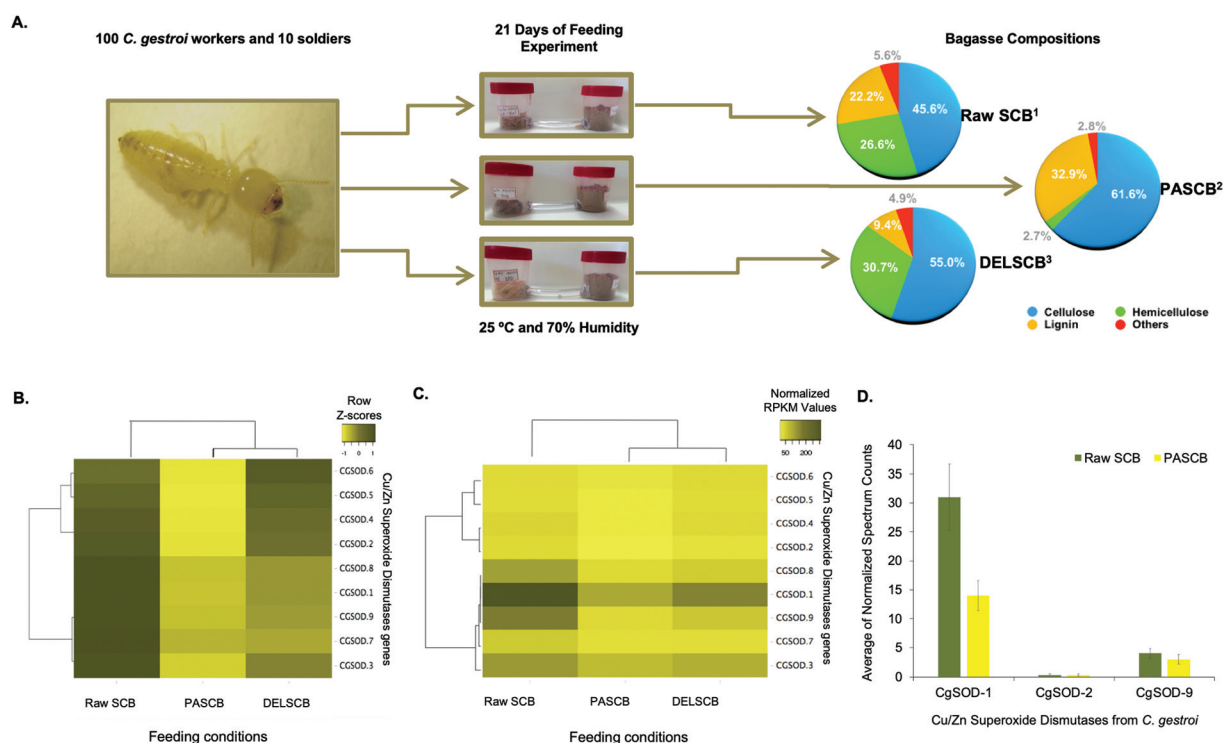 A.
100 C. gestroi workers and 10 soldiers
21 Days of Feeding
Experiment
25 ºC and 70% Humidity
Bagasse Compositions
5.6%
22.2%
45.6%
26.6%
Raw SCB¹
2.8%
32.9%
61.6%
2.7%
PASCB²
4.9%
9.4%
30.7%
55.0%
DELSCB³
Cellulose
Hemicellulose
Lignin
Others
B.
Row
Z-scores
-1 0 1
CGSOD.6
CGSOD.5
CGSOD.4
CGSOD.2
CGSOD.8
CGSOD.1
CGSOD.9
CGSOD.7
CGSOD.3
Cu/Zn Superoxide Dismutases genes
Raw SCB
PASCB
DELSCB
Feeding conditions
C.
Normalized
RPKM Values
50 200
CGSOD.6
CGSOD.5
CGSOD.4
CGSOD.2
CGSOD.8
CGSOD.1
CGSOD.9
CGSOD.7
CGSOD.3
Cu/Zn Superoxide Dismutases genes
Raw SCB
PASCB
DELSCB
Feeding conditions
D.
Average of Normalized Spectrum Counts
40
35
30
25
20
15
10
5
0
Raw SCB
PASCB
CgSOD-1
CgSOD-2
CgSOD-9
Cu/Zn Superoxide Dismutases from C. gestroi